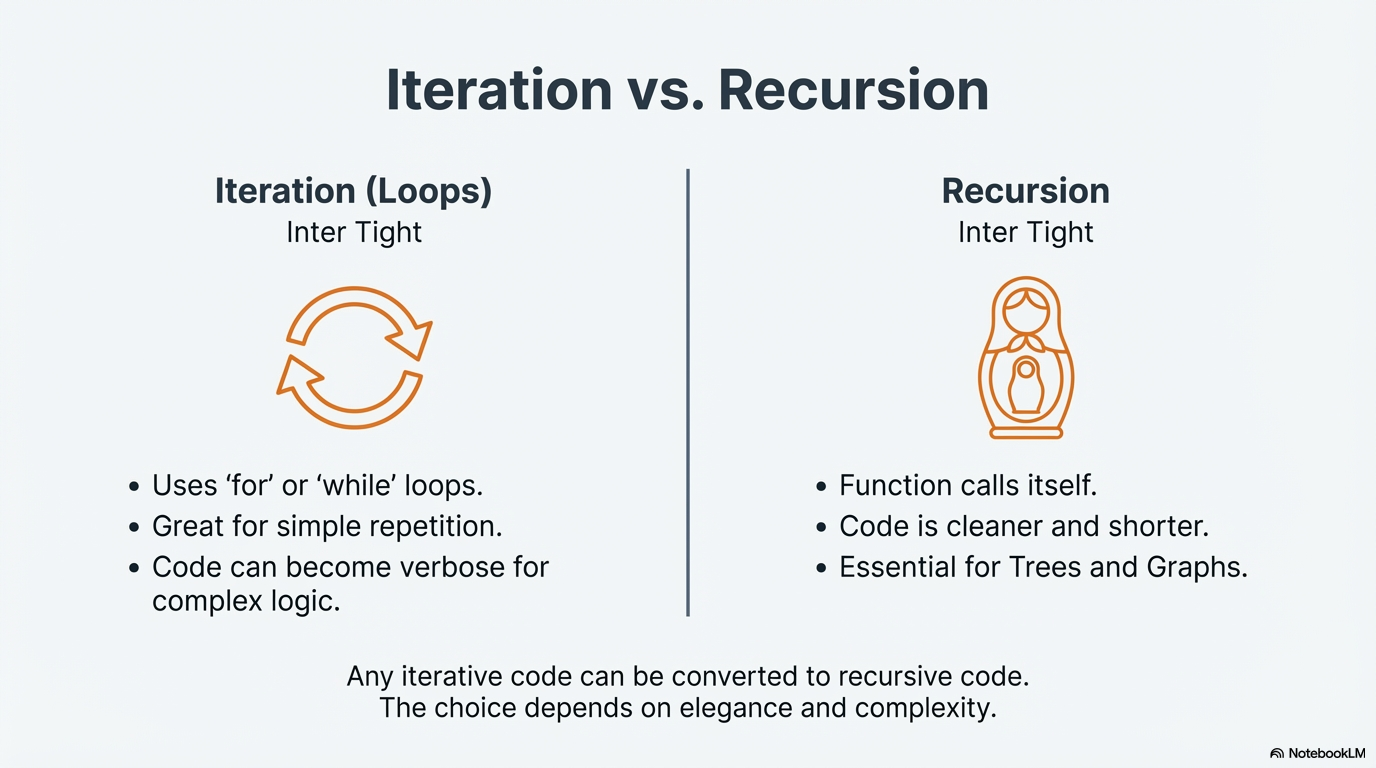 Iteration vs. Recursion
Iteration (Loops)
Inter Tight
• Uses ‘for’ or ‘while’ loops.
• Great for simple repetition.
• Code can become verbose for
complex logic.
Recursion
Inter Tight
• Function calls itself.
• Code is cleaner and shorter.
• Essential for Trees and Graphs.
Any iterative code can be converted to recursive code.
The choice depends on elegance and complexity.
NotebookLM